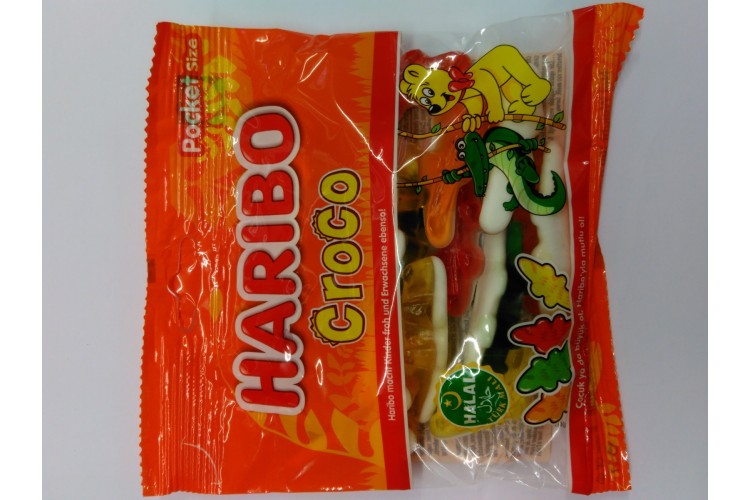 Pocket Size
HARIBO
CROCO
Haribo macht Kinder froh und Erwachsene ebenso!
HALAL
حلال
Çocuk ya da büyük ol, Haribo'yla mutlu ol!